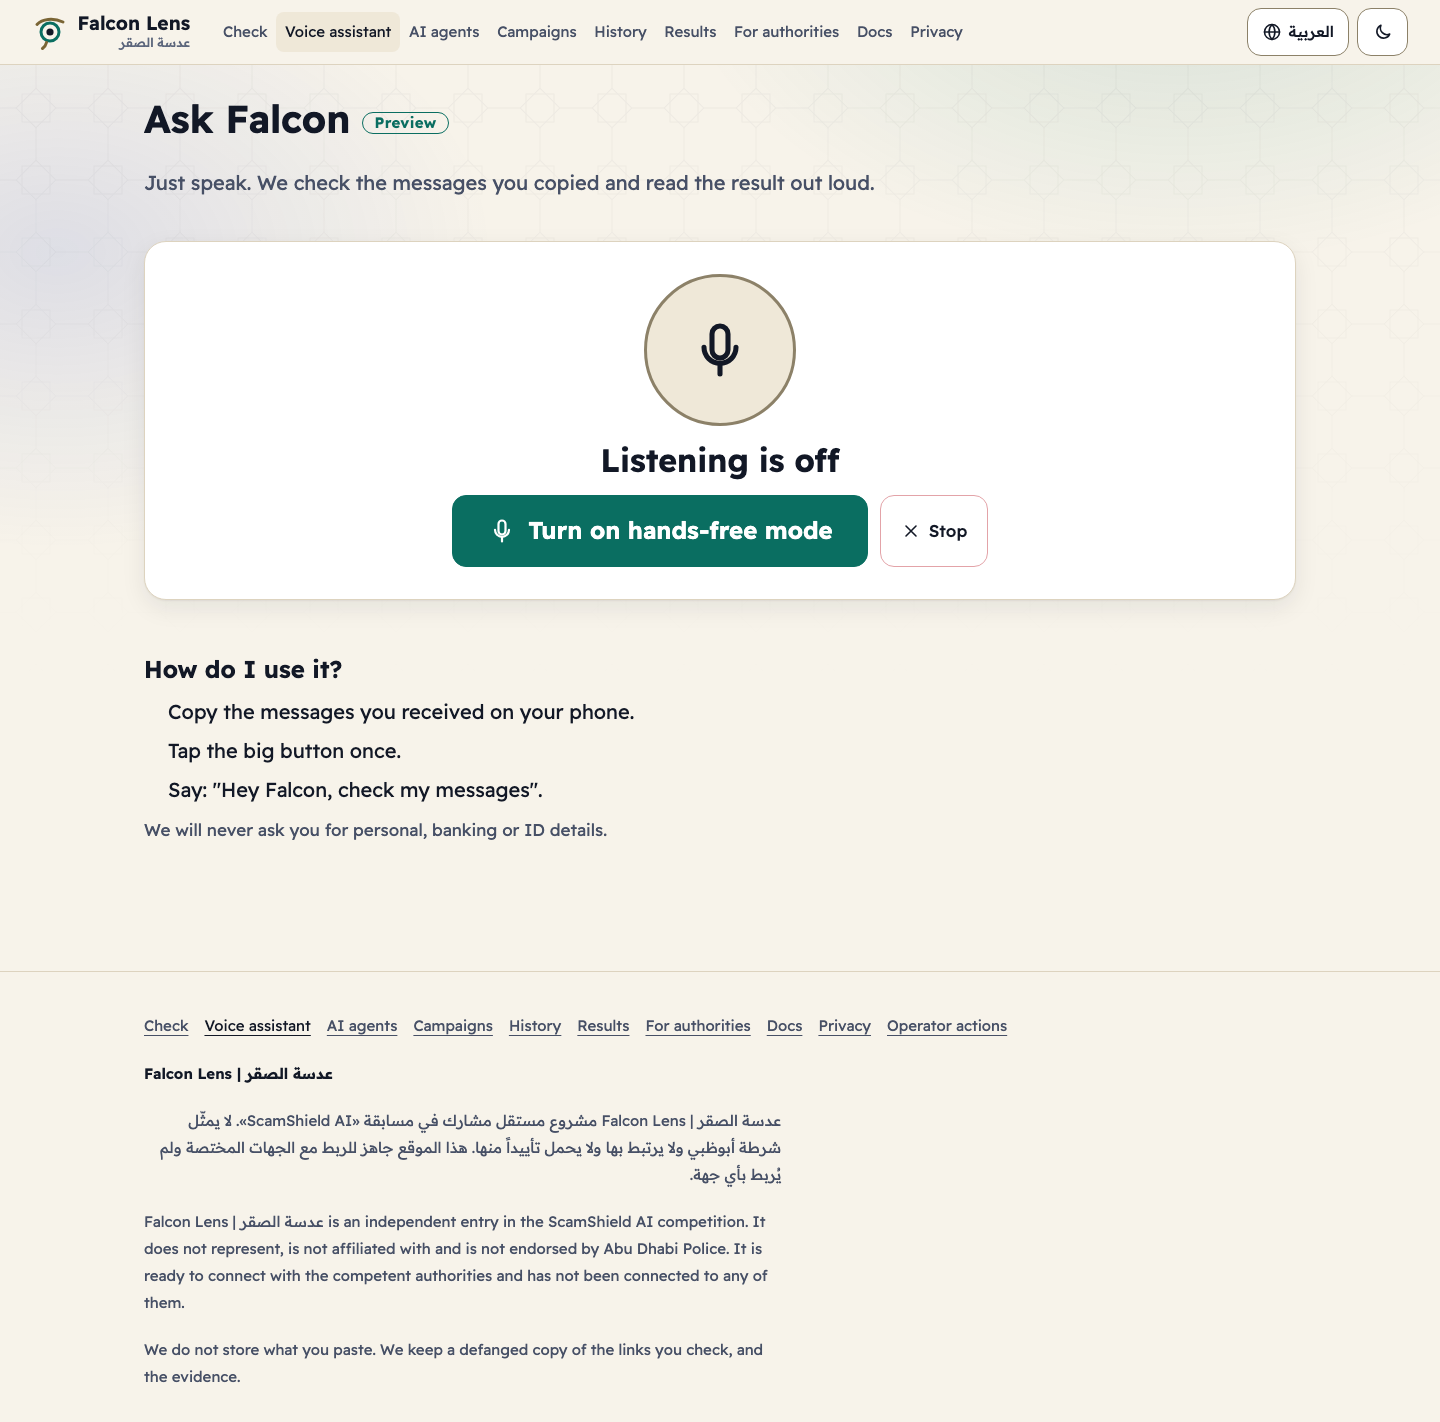 Falcon Lens
عدسة الصقر
Check Voice assistant AI agents Campaigns History Results For authorities Docs Privacy
العربية
Ask Falcon Preview
Just speak. We check the messages you copied and read the result out loud.
Listening is off
Turn on hands-free mode
Stop
How do I use it?
Copy the messages you received on your phone.
Tap the big button once.
Say: "Hey Falcon, check my messages".
We will never ask you for personal, banking or ID details.
Check Voice assistant AI agents Campaigns History Results For authorities Docs Privacy Operator actions
Falcon Lens | عدسة الصقر
عدسة الصقر | Falcon Lens مشروع مستقل مشارك في مسابقة «ScamShield AI». لا يمثّل
شرطة أبوظبي ولا يرتبط بها ولا يحمل تأييداً منها. هذا الموقع جاهز للربط مع الجهات المختصة ولم
يُربط بأي جهة.
Falcon Lens | عدسة الصقر is an independent entry in the ScamShield AI competition. It
does not represent, is not affiliated with and is not endorsed by Abu Dhabi Police. It is
ready to connect with the competent authorities and has not been connected to any of
them.
We do not store what you paste. We keep a defanged copy of the links you check, and
the evidence.